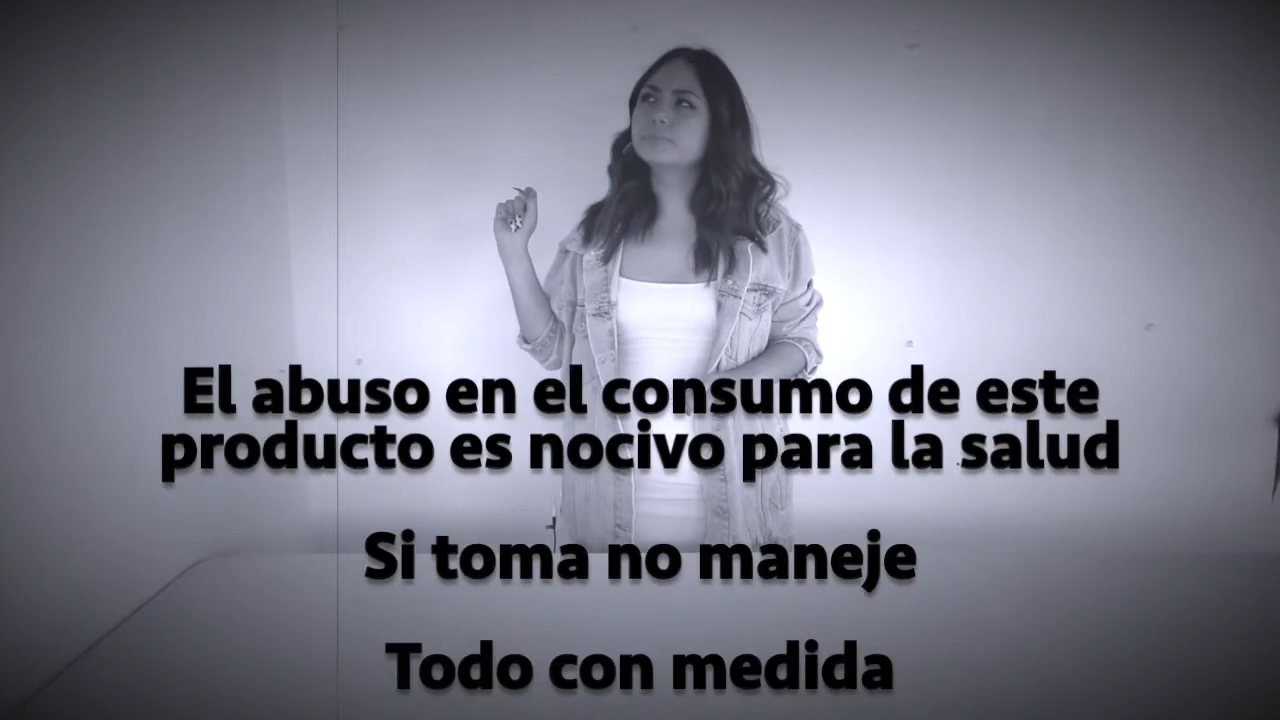 El abuso en el consumo de este
producto es nocivo para la salud
Si toma no maneje
Todo con medida